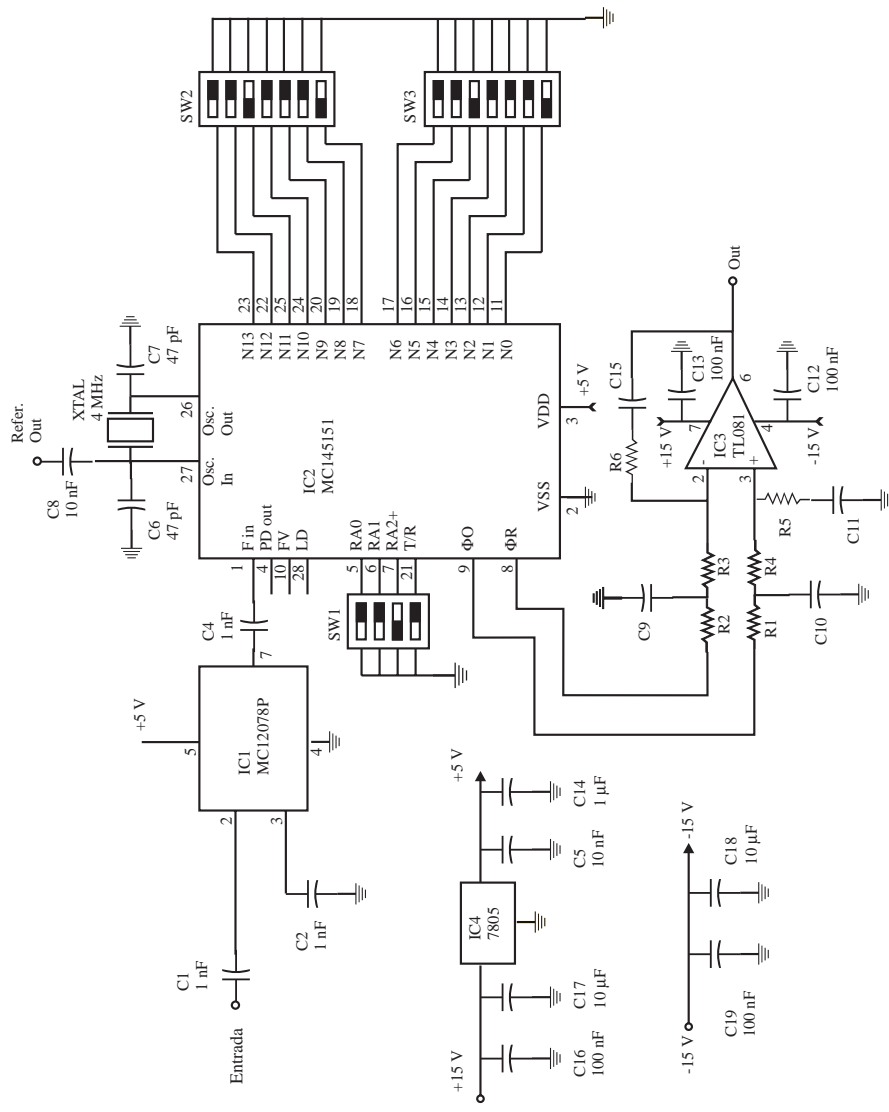 Entrada
C1
1 nF
C2
1 nF
2
3
5
+5 V
IC1
MC12078P
4
7
C4
1 nF
Refer.
Out
C8
10 nF
C6
47 pF
XTAL
4 MHz
C7
47 pF
27
26
Osc.
In
Osc.
Out
IC2
MC145151
1
4
10
28
F in
PD out
FV
LD
5
6
7
21
RA0
RA1
RA2+
T/R
SW1
9
8
ΦO
ΦR
VSS
2
VDD
3
+5 V
N13
N12
N11
N10
N9
N8
N7
23
22
25
24
20
19
18
N6
N5
N4
N3
N2
N1
N0
17
16
15
14
13
12
11
SW2
SW3
C9
R2
R3
R1
R4
C10
R5
C11
R6
C15
2
3
-
+
IC3
TL081
7
+15 V
C13
100 nF
4
-15 V
C12
100 nF
6
Out
+15 V
C16
100 nF
C17
10 µF
IC4
7805
C5
10 nF
C14
1 µF
+5 V
-15 V
C19
100 nF
C18
10 µF
-15 V